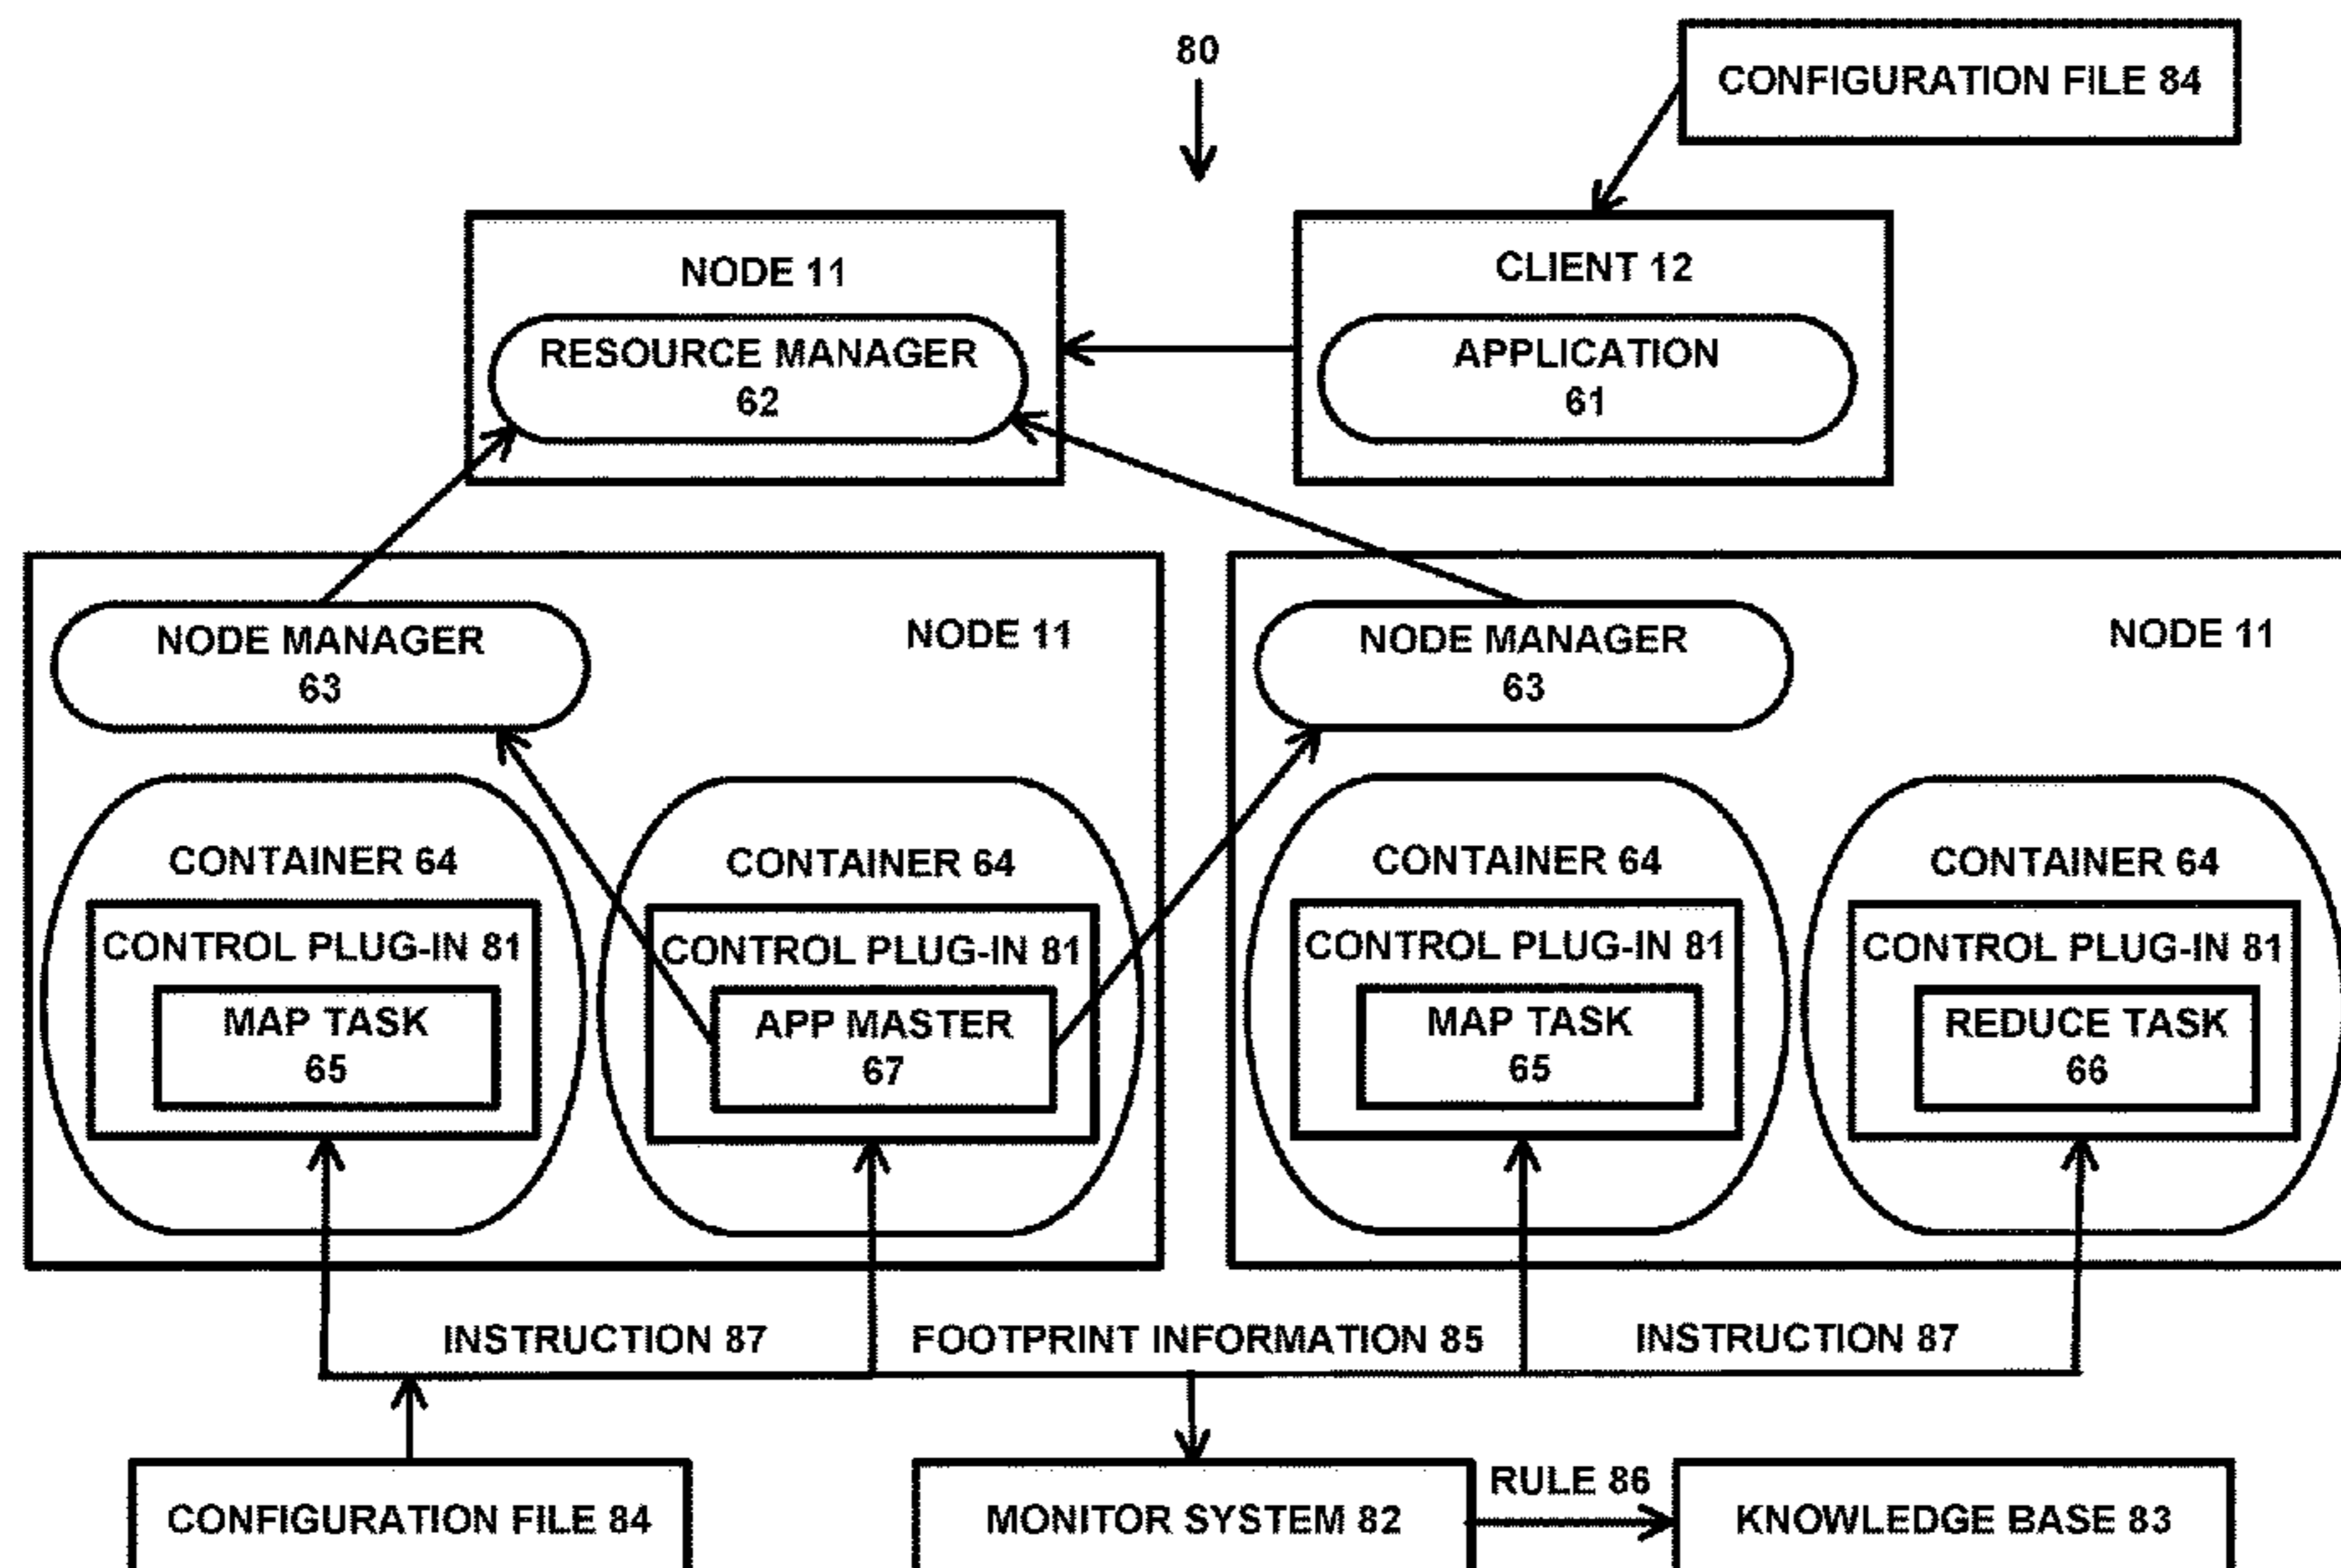 80
CONFIGURATION FILE 84
NODE 11
RESOURCE MANAGER
62
CLIENT 12
APPLICATION
61
NODE MANAGER
63
NODE 11
NODE MANAGER
63
NODE 11
CONTAINER 64
CONTROL PLUG-IN 81
MAP TASK
65
CONTAINER 64
CONTROL PLUG-IN 81
APP MASTER
67
CONTAINER 64
CONTROL PLUG-IN 81
MAP TASK
65
CONTAINER 64
CONTROL PLUG-IN 81
REDUCE TASK
66
INSTRUCTION 87
FOOTPRINT INFORMATION 85
INSTRUCTION 87
CONFIGURATION FILE 84
MONITOR SYSTEM 82
RULE 86
KNOWLEDGE BASE 83